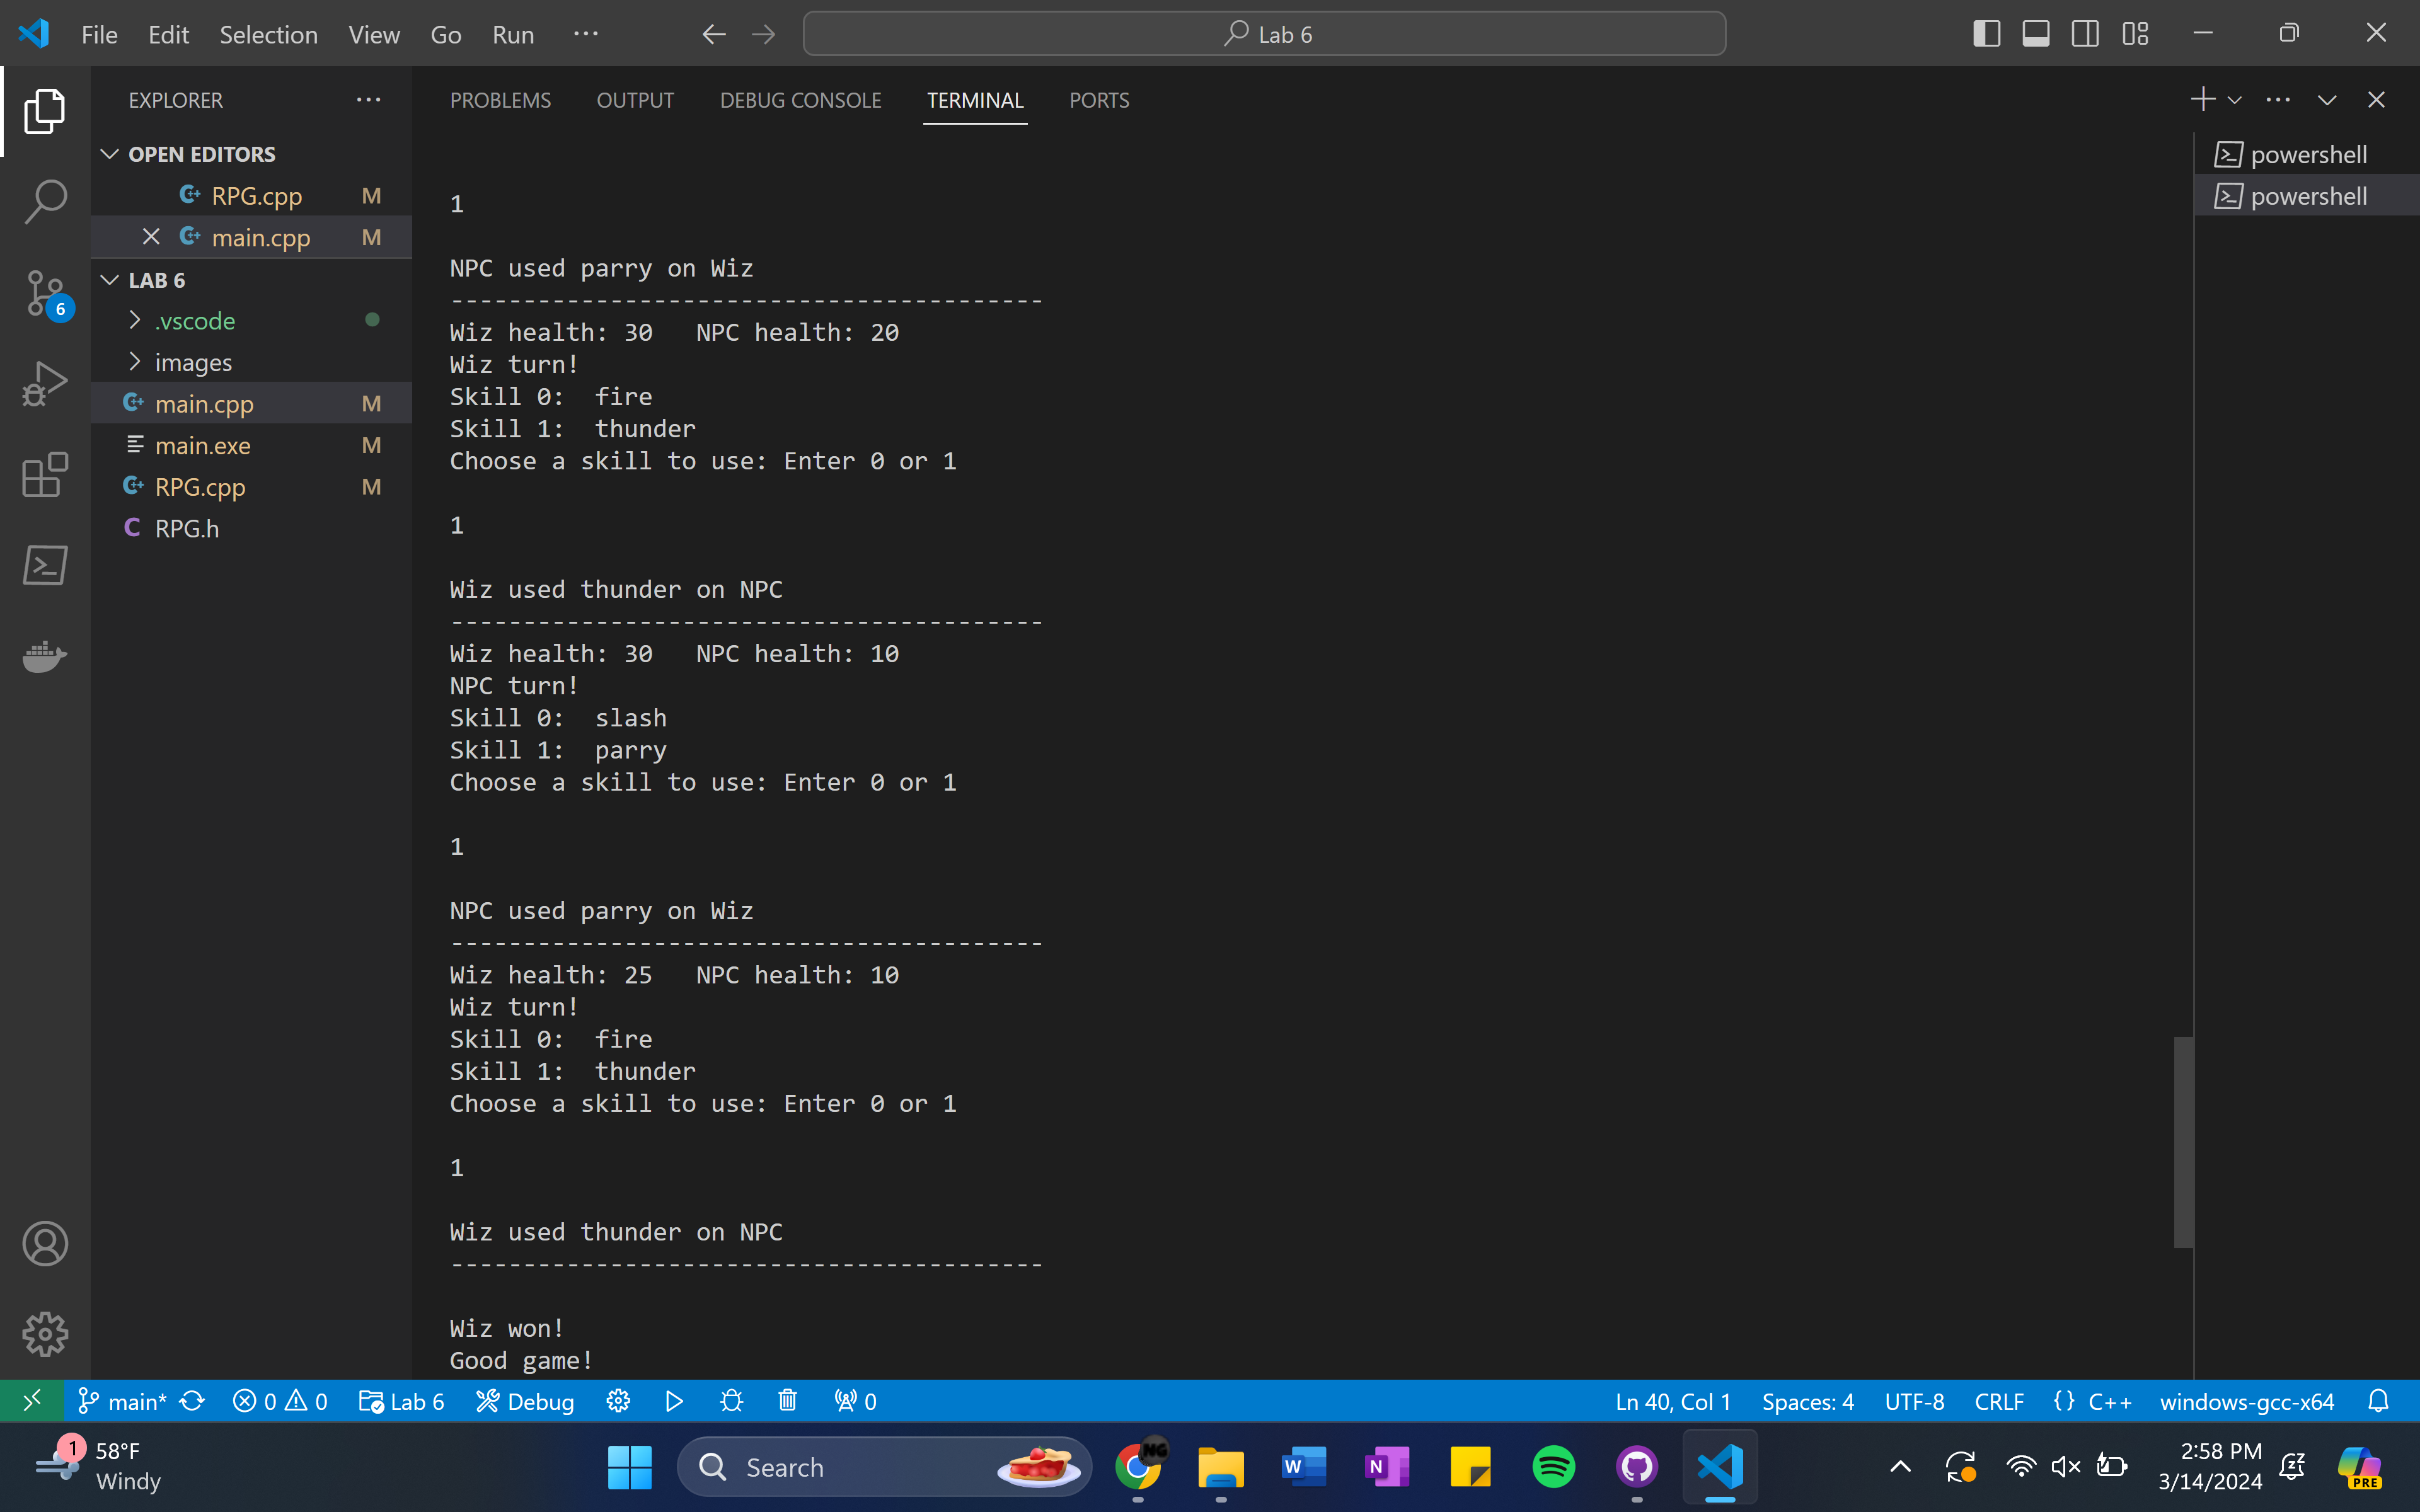 File Edit Selection View Go Run ··· Lab 6
EXPLORER ···
OPEN EDITORS
RPG.cpp M
main.cpp M
LAB 6
.vscode
images
main.cpp M
main.exe M
RPG.cpp M
RPG.h
6
PROBLEMS OUTPUT DEBUG CONSOLE TERMINAL PORTS
powershell
powershell
1
NPC used parry on Wiz
-----------------------------------------
Wiz health: 30   NPC health: 20
Wiz turn!
Skill 0:  fire
Skill 1:  thunder
Choose a skill to use: Enter 0 or 1
1
Wiz used thunder on NPC
-----------------------------------------
Wiz health: 30   NPC health: 10
NPC turn!
Skill 0:  slash
Skill 1:  parry
Choose a skill to use: Enter 0 or 1
1
NPC used parry on Wiz
-----------------------------------------
Wiz health: 25   NPC health: 10
Wiz turn!
Skill 0:  fire
Skill 1:  thunder
Choose a skill to use: Enter 0 or 1
1
Wiz used thunder on NPC
-----------------------------------------
Wiz won!
Good game!
main* 0 0 Lab 6 Debug 0 Ln 40, Col 1 Spaces: 4 UTF-8 CRLF {} C++ windows-gcc-x64
1 58°F
Windy
Search
NG
W
N
2:58 PM
3/14/2024
PRE